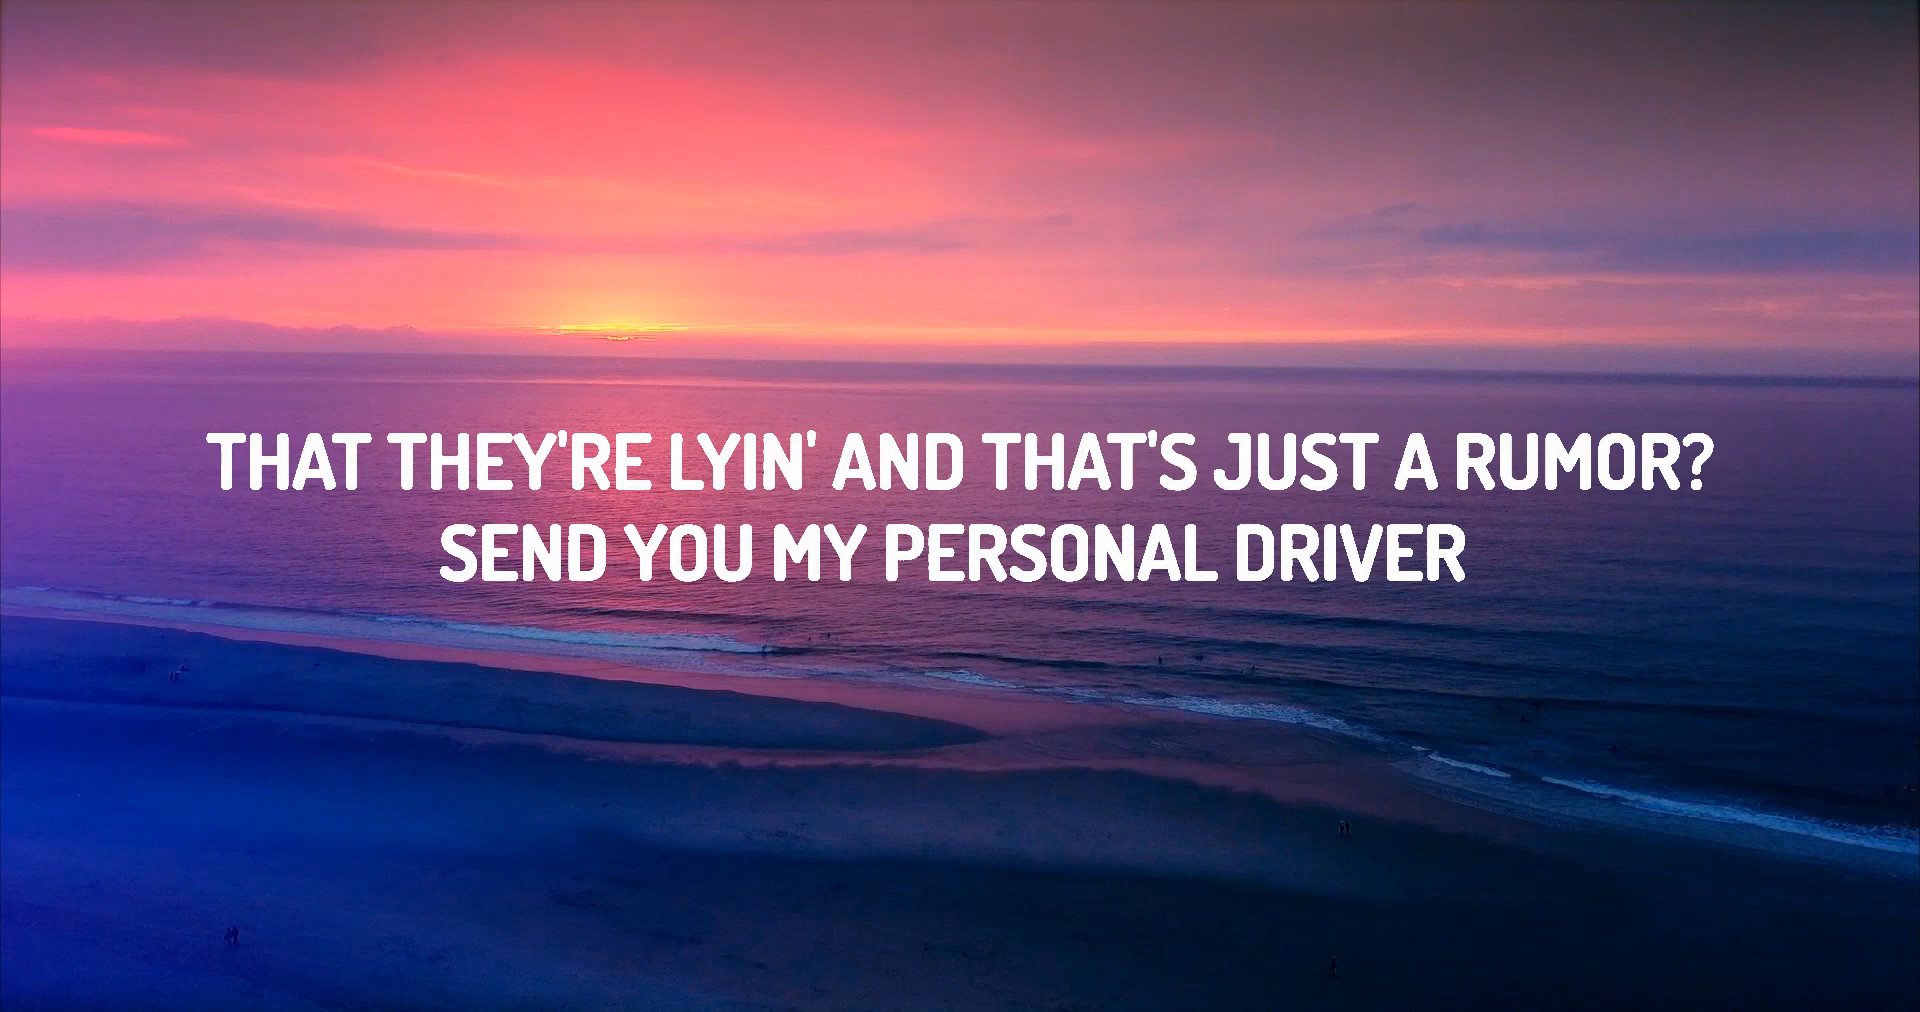 THAT THEY'RE LYIN' AND THAT'S JUST A RUMOR?
SEND YOU MY PERSONAL DRIVER